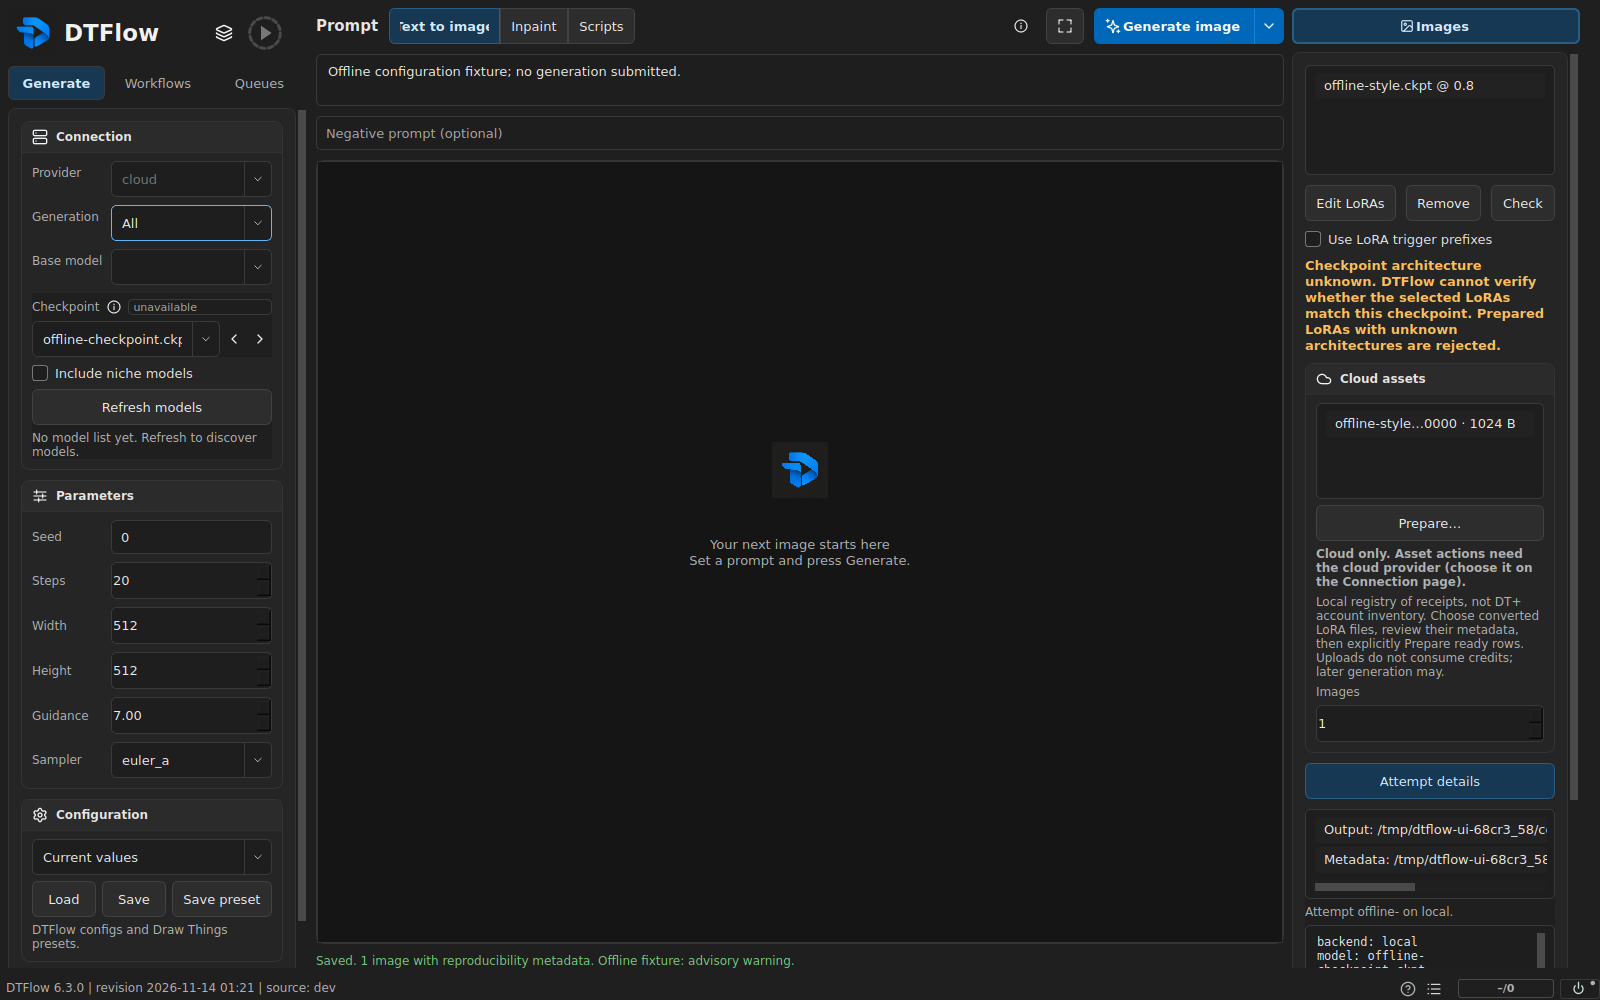 DTFlow
Generate
Workflows
Queues
Connection
Provider
cloud
Generation
All
Base model
Checkpoint
unavailable
offline-checkpoint.ckp
Include niche models
Refresh models
No model list yet. Refresh to discover
models.
Parameters
Seed
0
Steps
20
Width
512
Height
512
Guidance
7.00
Sampler
euler_a
Configuration
Current values
Load
Save
Save preset
DTFlow configs and Draw Things
presets.
Prompt
Text to image
Inpaint
Scripts
Generate image
Offline configuration fixture; no generation submitted.
Negative prompt (optional)
Your next image starts here
Set a prompt and press Generate.
Saved. 1 image with reproducibility metadata. Offline fixture: advisory warning.
Images
offline-style.ckpt @ 0.8
Edit LoRAs
Remove
Check
Use LoRA trigger prefixes
Checkpoint architecture
unknown. DTFlow cannot verify
whether the selected LoRAs
match this checkpoint. Prepared
LoRAs with unknown
architectures are rejected.
Cloud assets
offline-style...0000 · 1024 B
Prepare...
Cloud only. Asset actions need
the cloud provider (choose it on
the Connection page).
Local registry of receipts, not DT+
account inventory. Choose converted
LoRA files, review their metadata,
then explicitly Prepare ready rows.
Uploads do not consume credits;
later generation may.
Images
1
Attempt details
Output: /tmp/dtflow-ui-68cr3_58/c
Metadata: /tmp/dtflow-ui-68cr3_58
Attempt offline- on local.
backend: local
model: offline-
checkpoint.ckpt
DTFlow 6.3.0 | revision 2026-11-14 01:21 | source: dev
-/0